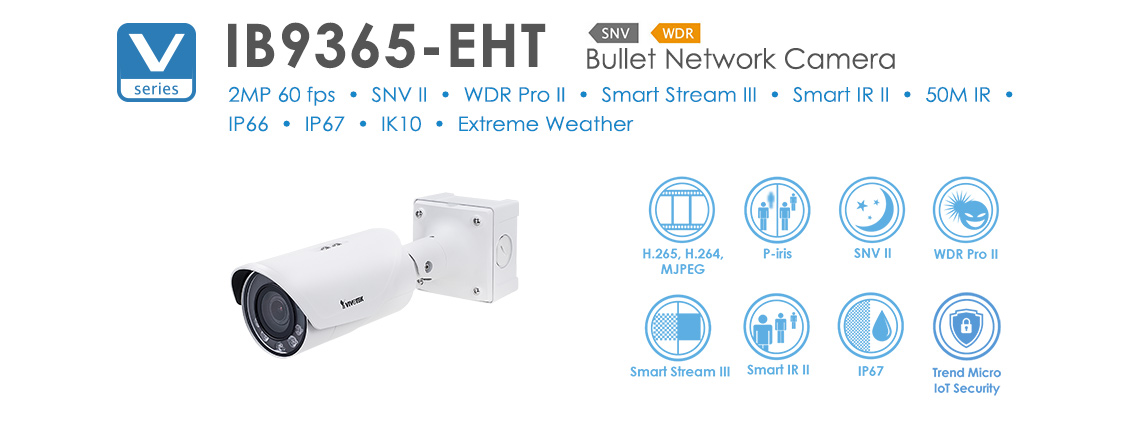 V
series
IB9365-EHT
SNV
WDR
Bullet Network Camera
2MP 60 fps • SNV II • WDR Pro II • Smart Stream III • Smart IR II • 50M IR •
IP66 • IP67 • IK10 • Extreme Weather
VIVOTEK
H.265, H.264,
MJPEG
P-iris
SNV II
WDR Pro II
Smart Stream III
Smart IR II
IP67
Trend Micro
IoT Security